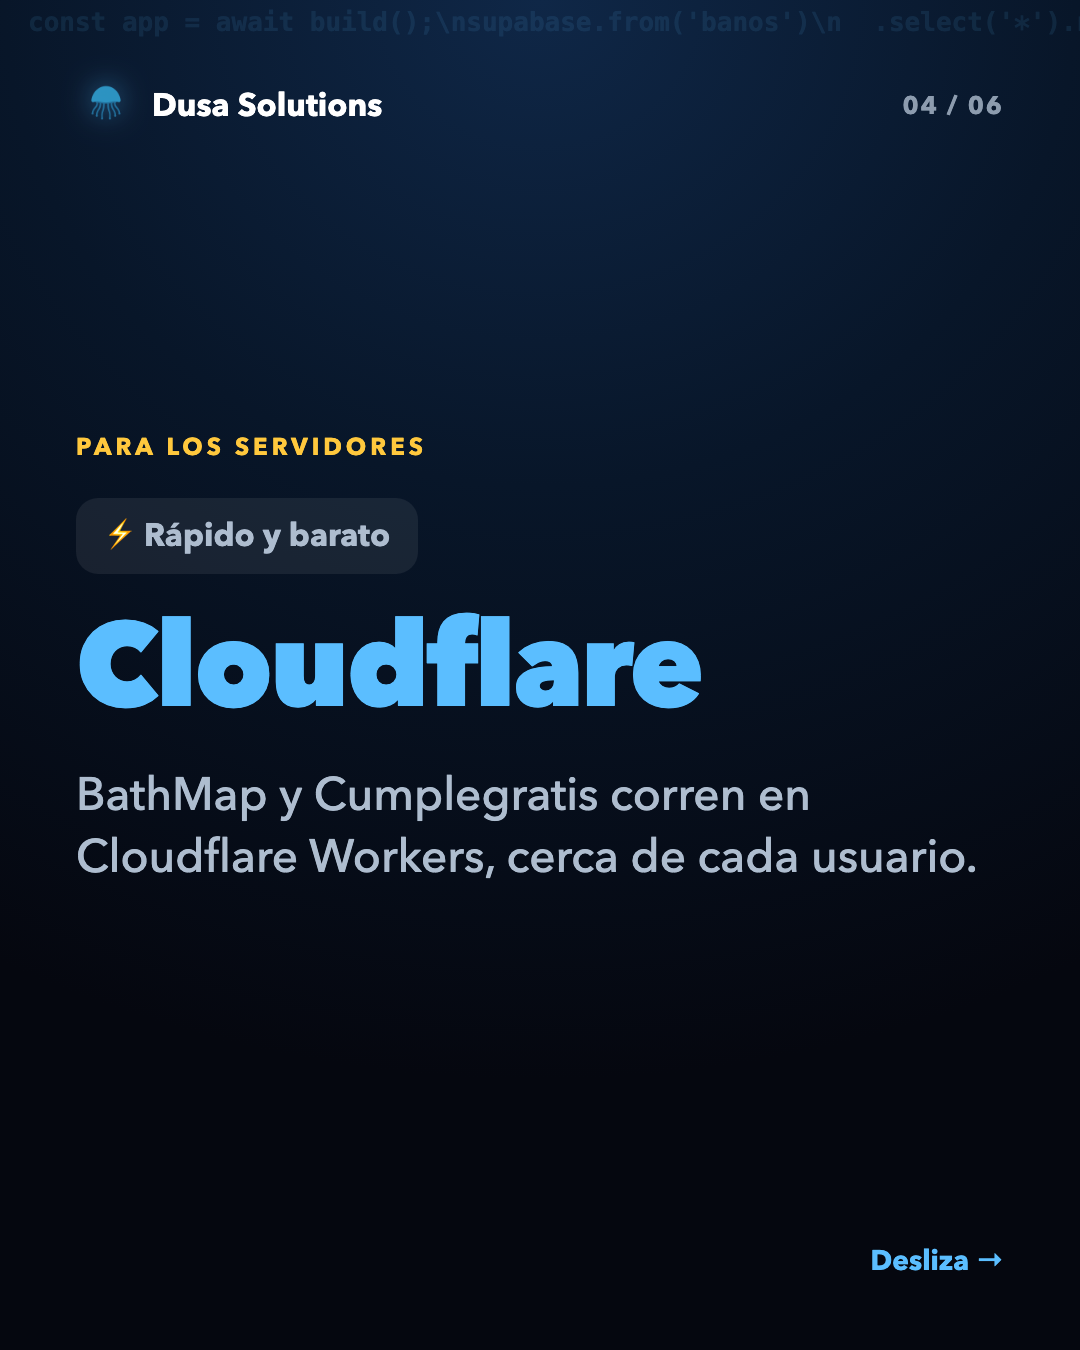 const app = await build();\nsupabase.from('banos')\n  .select('*').
Dusa Solutions
04 / 06
PARA LOS SERVIDORES
⚡ Rápido y barato
Cloudflare
BathMap y Cumplegratis corren en
Cloudflare Workers, cerca de cada usuario.
Desliza →